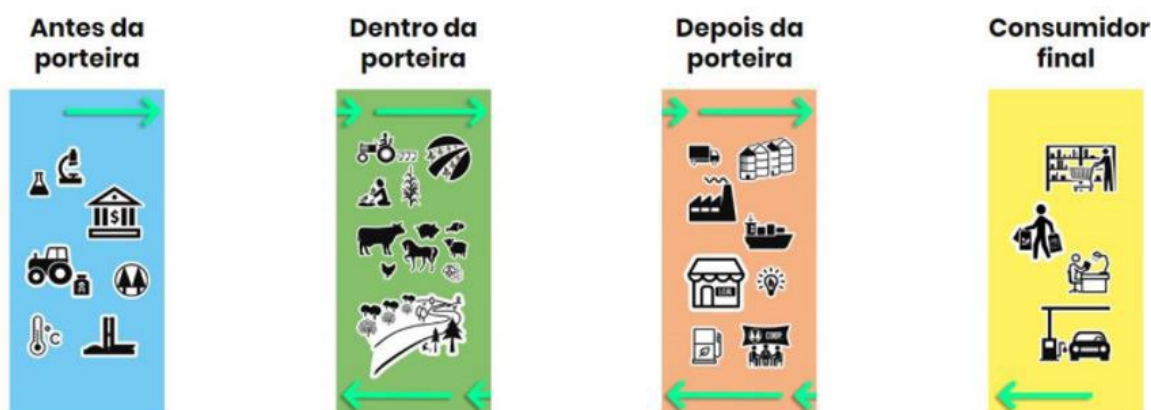 Antes da
porteira
Dentro da
porteira
Depois da
porteira
Consumidor
final
$
°C